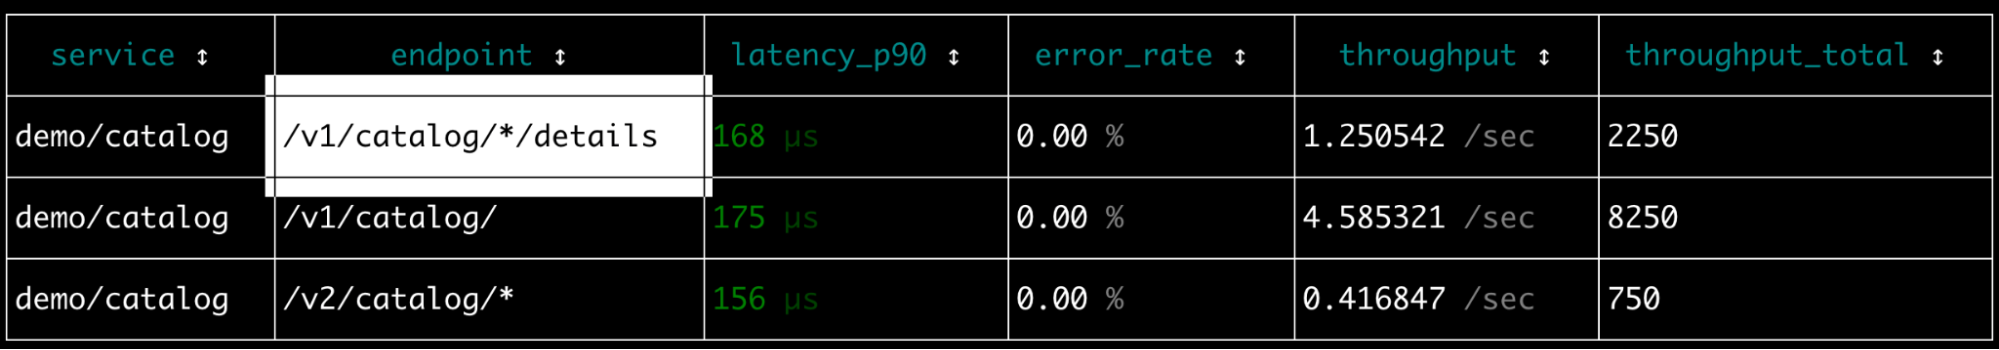 service ↕ endpoint ↕ latency_p90 ↕ error_rate ↕ throughput ↕ throughput_total ↕
demo/catalog /v1/catalog/*/details 168 µs 0.00 % 1.250542 /sec 2250
demo/catalog /v1/catalog/ 175 µs 0.00 % 4.585321 /sec 8250
demo/catalog /v2/catalog/* 156 µs 0.00 % 0.416847 /sec 750